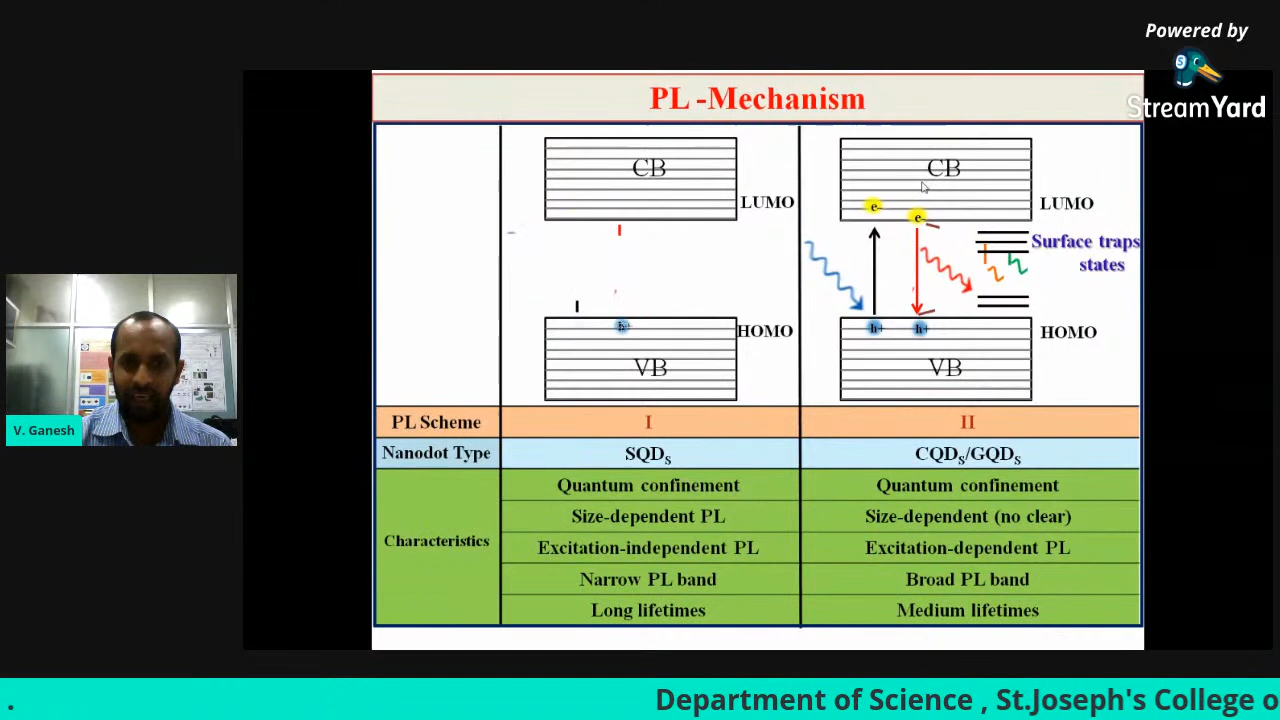 Powered by
StreamYard
PL -Mechanism
CB
LUMO
HOMO
VB
CB
e-
e-
LUMO
Surface traps
states
h+
h+
HOMO
VB
PL Scheme I II
Nanodot Type SQDS CQDS/GQDS
Characteristics
Quantum confinement Quantum confinement
Size-dependent PL Size-dependent (no clear)
Excitation-independent PL Excitation-dependent PL
Narrow PL band Broad PL band
Long lifetimes Medium lifetimes
V. Ganesh
. Department of Science , St.Joseph's College o